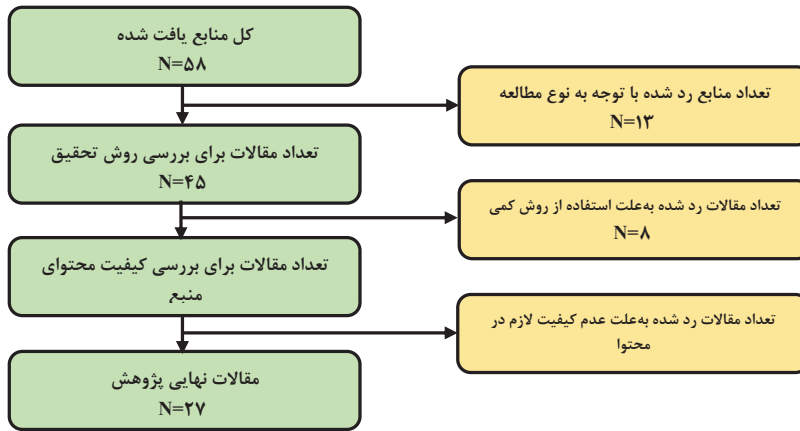 کل منابع یافت شده
N=۵۸
تعداد منابع رد شده با توجه به نوع مطالعه
N=۱۳
تعداد مقالات برای بررسی روش تحقیق
N=۴۵
تعداد مقالات رد شده به‌علت استفاده از روش کمی
N=۸
تعداد مقالات برای بررسی کیفیت محتوای
منبع
تعداد مقالات رد شده به‌علت عدم کیفیت لازم در
محتوا
مقالات نهایی پژوهش
N=۲۷